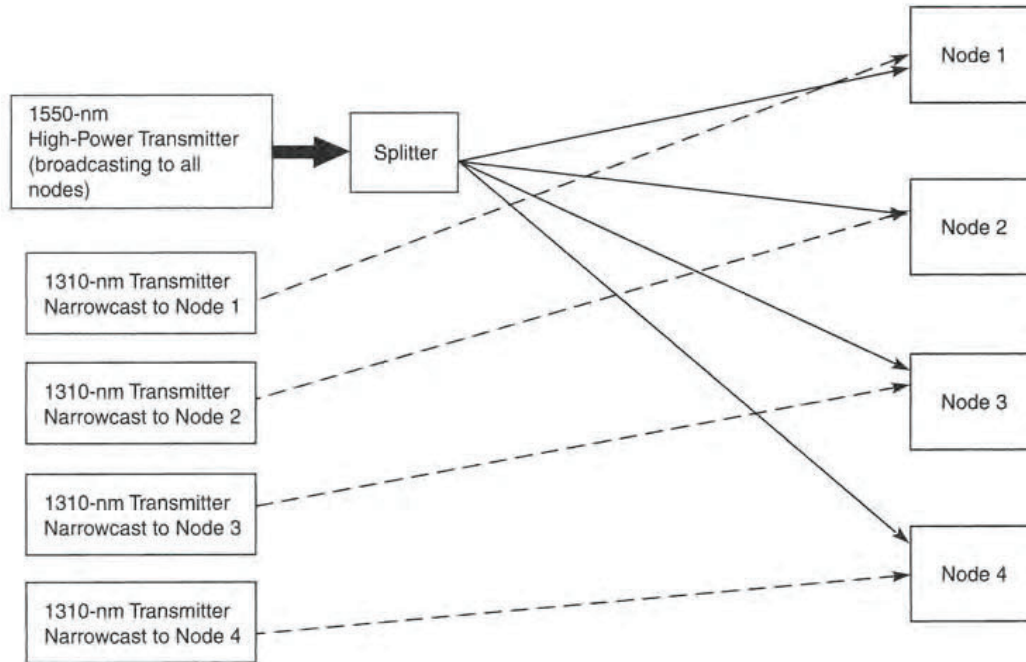 1550-nm
High-Power Transmitter
(broadcasting to all
nodes)
Splitter
Node 1
Node 2
Node 3
Node 4
1310-nm Transmitter
Narrowcast to Node 1
1310-nm Transmitter
Narrowcast to Node 2
1310-nm Transmitter
Narrowcast to Node 3
1310-nm Transmitter
Narrowcast to Node 4